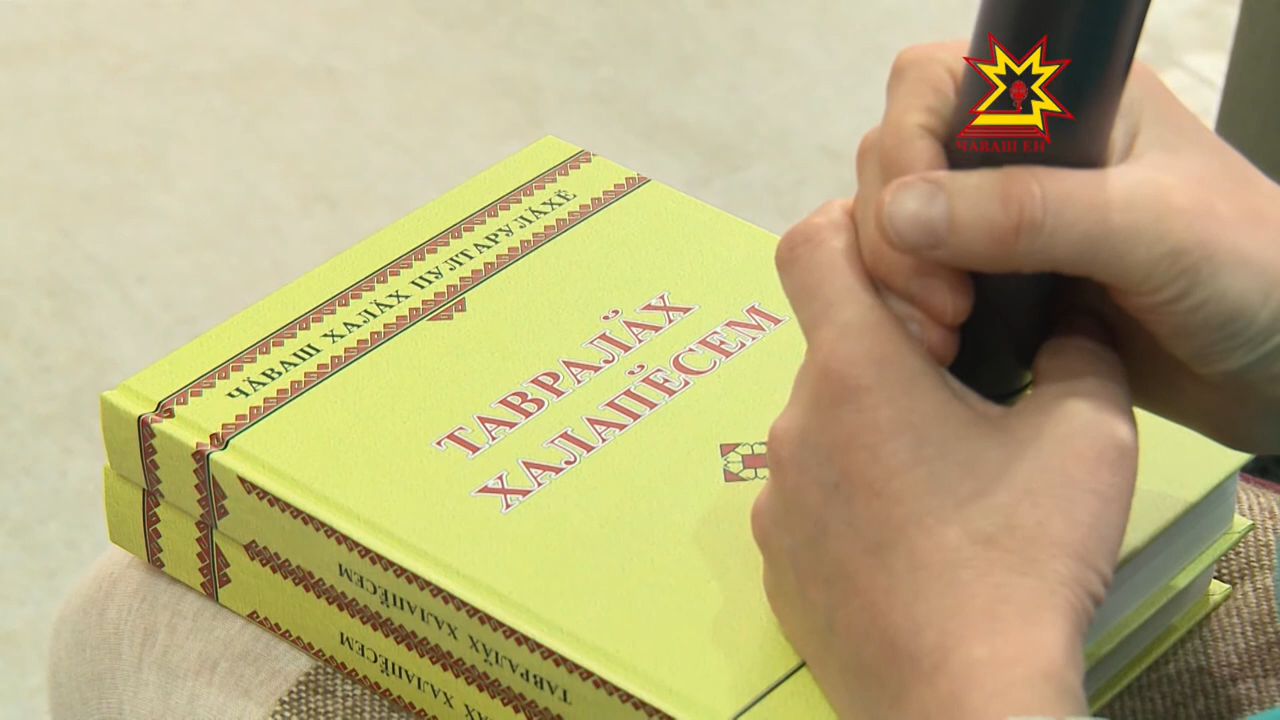 ЧӐВАШ ХАЛӐХ ПУЛТАРУЛӐХӖ
ТАВРАЛӐХ
ХАЛАПӖСЕМ
ТАВРАЛӐХ ХАЛАПӖСЕМ
ХАЛАПӖСЕМ
ЧӐВАШ ЕН